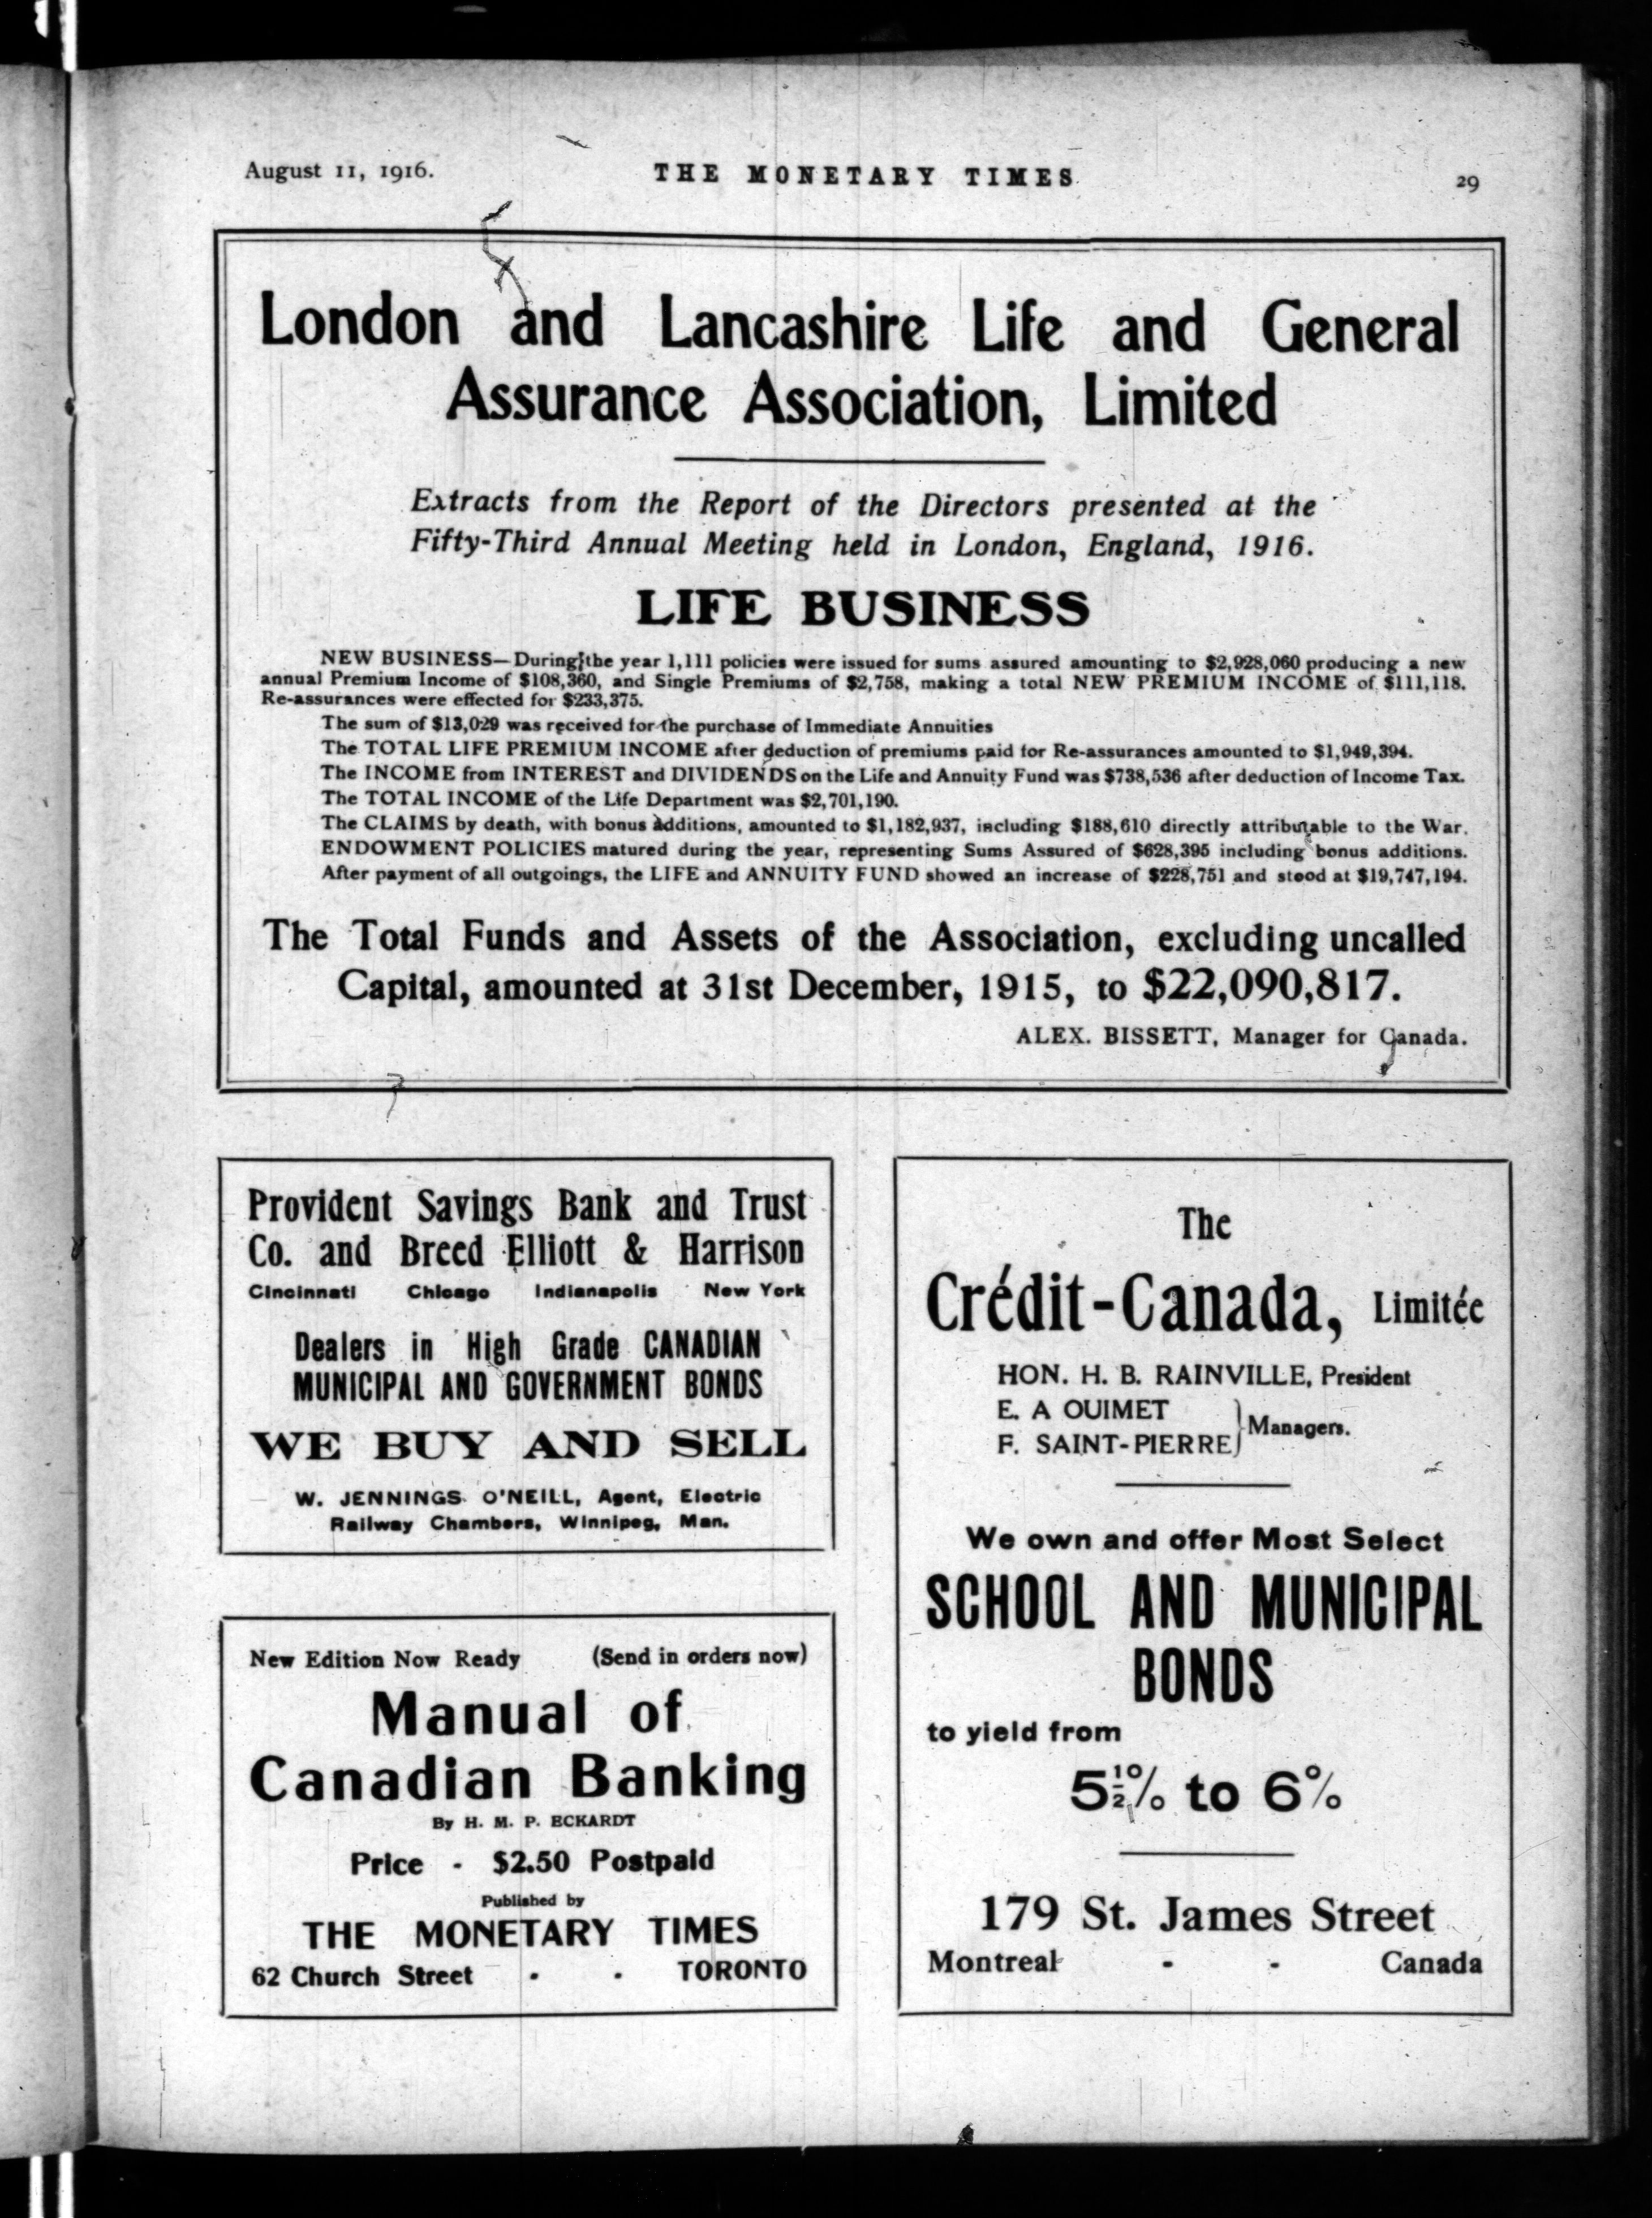 August 11, 1916.
THE MONETARY TIMES
29
London and Lancashire Life and General
Assurance Association, Limited
Extracts from the Report of the Directors presented at the
Fifty-Third Annual Meeting held in London, England, 1916.
LIFE BUSINESS
NEW BUSINESS—During the year 1,111 policies were issued for sums assured amounting to $2,928,060 producing a new
annual Premium Income of $108,360, and Single Premiums of $2,758, making a total NEW PREMIUM INCOME of $111,118.
Re-assurances were effected for $233,375.
The sum of $13,029 was received for the purchase of Immediate Annuities
The TOTAL LIFE PREMIUM INCOME after deduction of premiums paid for Re-assurances amounted to $1,949,394.
The INCOME from INTEREST and DIVIDENDS on the Life and Annuity Fund was $738,536 after deduction of Income Tax.
The TOTAL INCOME of the Life Department was $2,701,190.
The CLAIMS by death, with bonus additions, amounted to $1,182,937, including $188,610 directly attributable to the War.
ENDOWMENT POLICIES matured during the year, representing Sums Assured of $628,395 including bonus additions.
After payment of all outgoings, the LIFE and ANNUITY FUND showed an increase of $228,751 and stood at $19,747,194.
The Total Funds and Assets of the Association, excluding uncalled
Capital, amounted at 31st December, 1915, to $22,090,817.
ALEX. BISSETT, Manager for Canada.
Provident Savings Bank and Trust
Co. and Breed Elliott & Harrison
Cincinnati Chicago Indianapolis New York
Dealers in High Grade CANADIAN
MUNICIPAL AND GOVERNMENT BONDS
WE BUY AND SELL
W. JENNINGS O'NEILL, Agent, Electric
Railway Chambers, Winnipeg, Man.
New Edition Now Ready (Send in orders now)
Manual of
Canadian Banking
By H. M. P. ECKARDT
Price - $2.50 Postpaid
Published by
THE MONETARY TIMES
62 Church Street - - TORONTO
The
Crédit-Canada, Limitée
HON. H. B. RAINVILLE, President
E. A OUIMET
F. SAINT-PIERRE } Managers.
We own and offer Most Select
SCHOOL AND MUNICIPAL
BONDS
to yield from
5½% to 6%
179 St. James Street
Montreal - - Canada